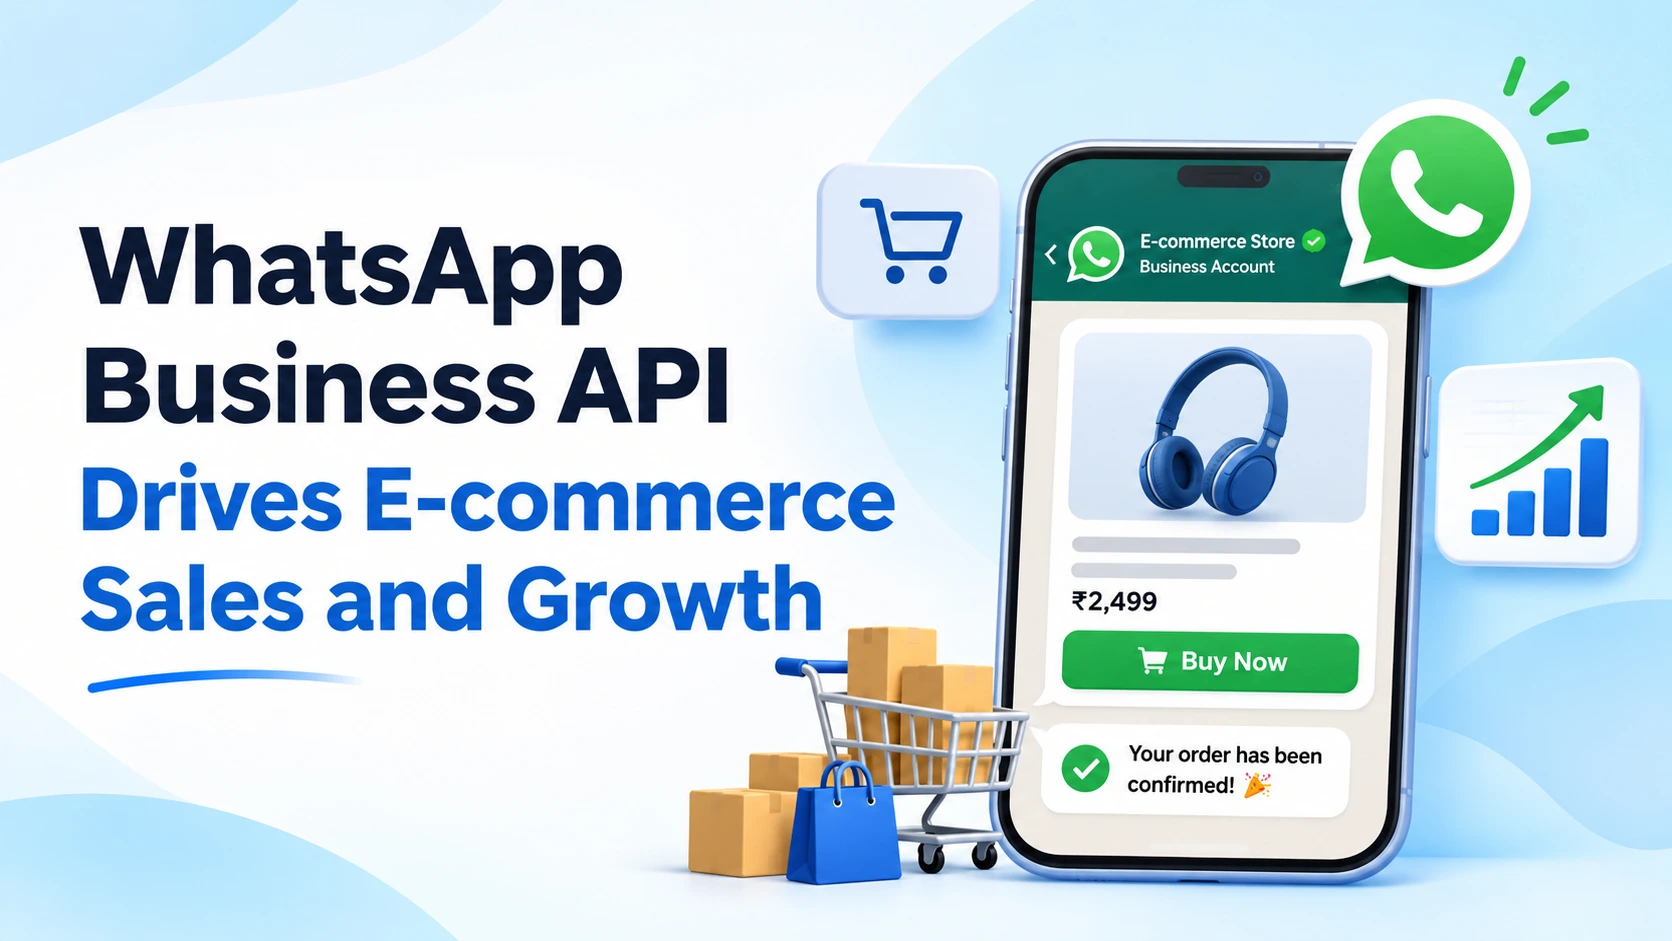 WhatsApp
Business API
Drives E-commerce
Sales and Growth
E-commerce Store
Business Account
₹2,499
Buy Now
Your order has been
confirmed! 🎉